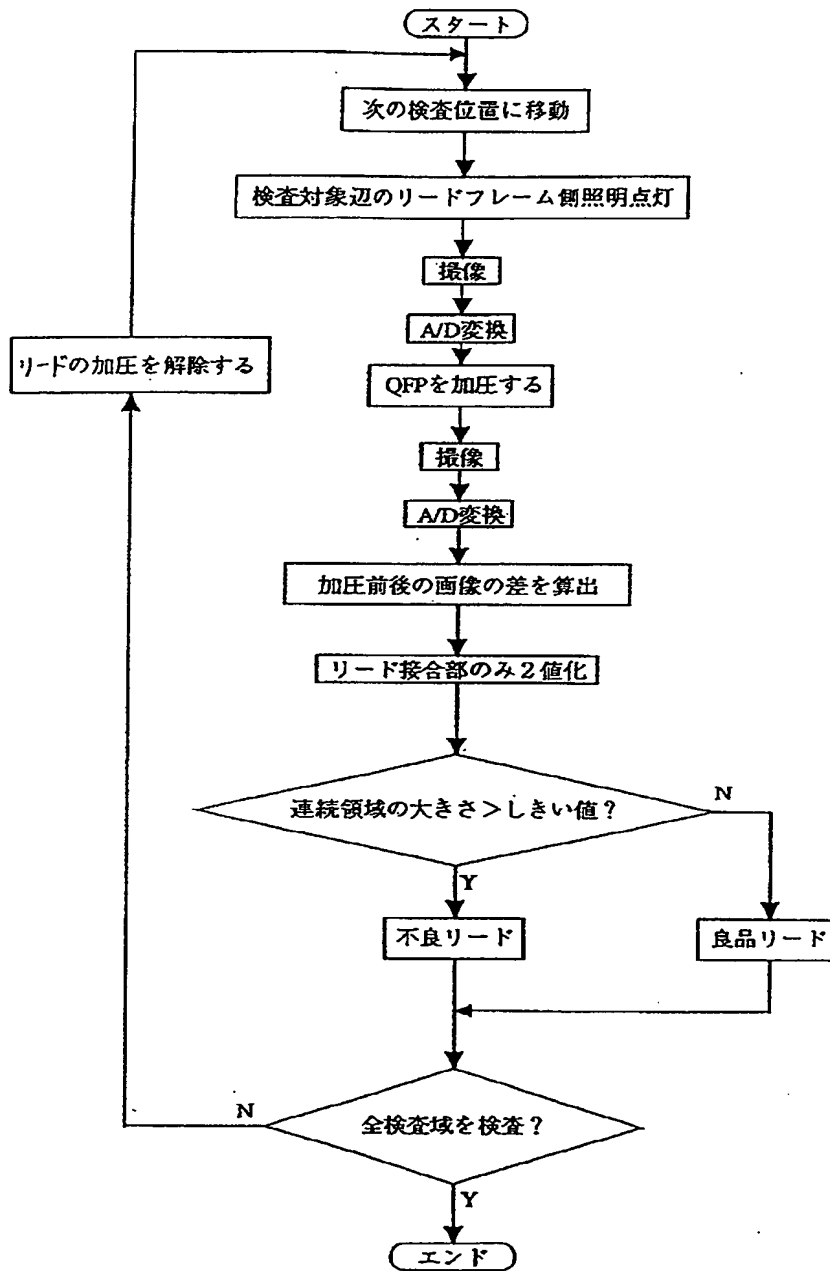 スタート
次の検査位置に移動
検査対象辺のリードフレーム側照明点灯
撮像
A/D変換
リードの加圧を解除する
QFPを加圧する
撮像
A/D変換
加圧前後の画像の差を算出
リード接合部のみ2値化
連続領域の大きさ>しきい値?
N
Y
不良リード
良品リード
N
全検査域を検査?
Y
エンド